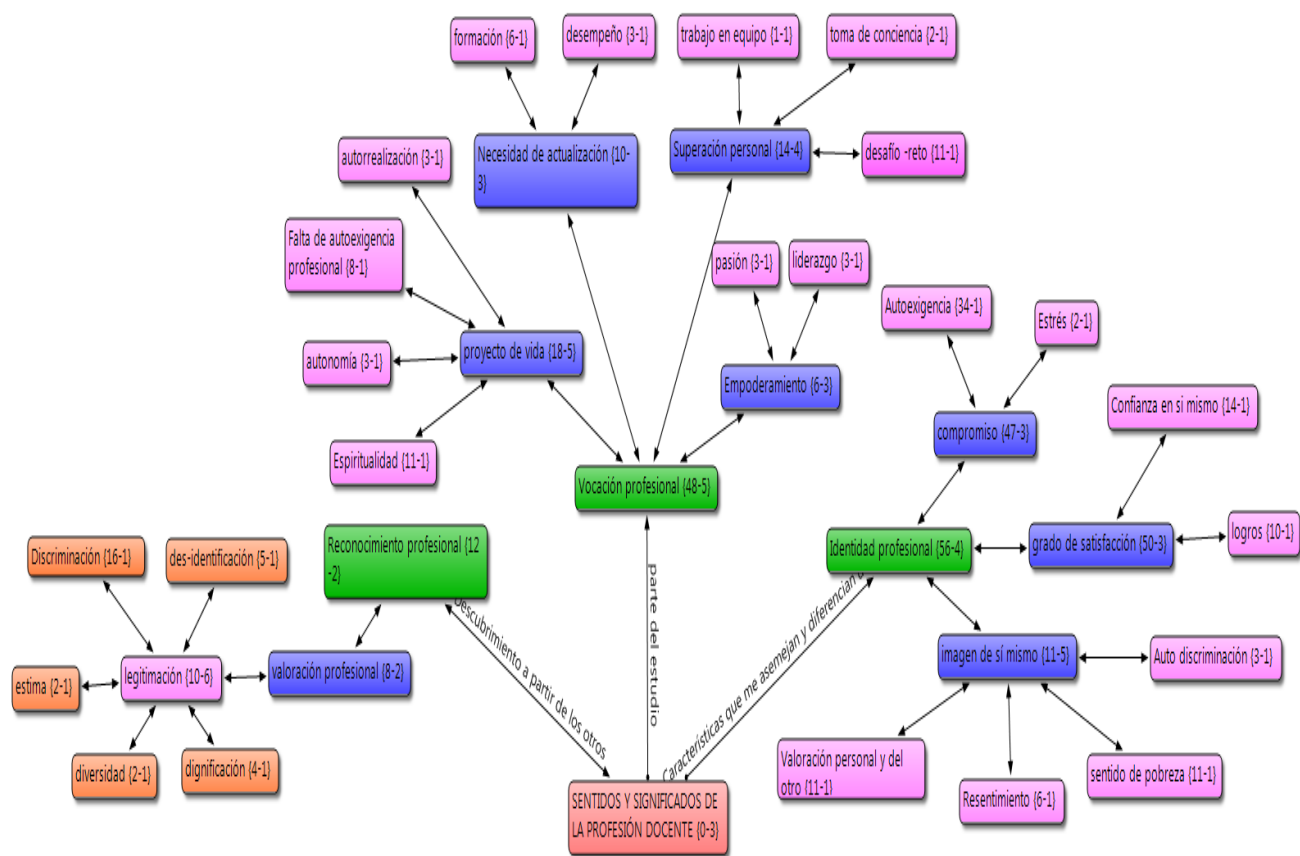 formación {6-1}
desempeño {3-1}
trabajo en equipo {1-1}
toma de conciencia {2-1}
autorrealización {3-1}
Necesidad de actualización {10-
3}
Superación personal {14-4}
desafío -reto {11-1}
Falta de autoexigencia
profesional {8-1}
pasión {3-1}
liderazgo {3-1}
autonomía {3-1}
proyecto de vida {18-5}
Empoderamiento {6-3}
Autoexigencia {34-1}
Estrés {2-1}
Confianza en si mismo {14-1}
compromiso {47-3}
Espiritualidad {11-1}
Vocación profesional {48-5}
Discriminación {16-1}
des-identificación {5-1}
Reconocimiento profesional {12
-2}
Identidad profesional {56-4}
grado de satisfacción {50-3}
logros {10-1}
estima {2-1}
legitimación {10-6}
valoración profesional {8-2}
imagen de sí mismo {11-5}
Auto discriminación {3-1}
diversidad {2-1}
dignificación {4-1}
Descubrimiento a partir de los otros
parte del estudio
Características que me asemejan y diferencian
Valoración personal y del
otro {11-1}
Resentimiento {6-1}
sentido de pobreza {11-1}
SENTIDOS Y SIGNIFICADOS DE
LA PROFESIÓN DOCENTE {0-3}